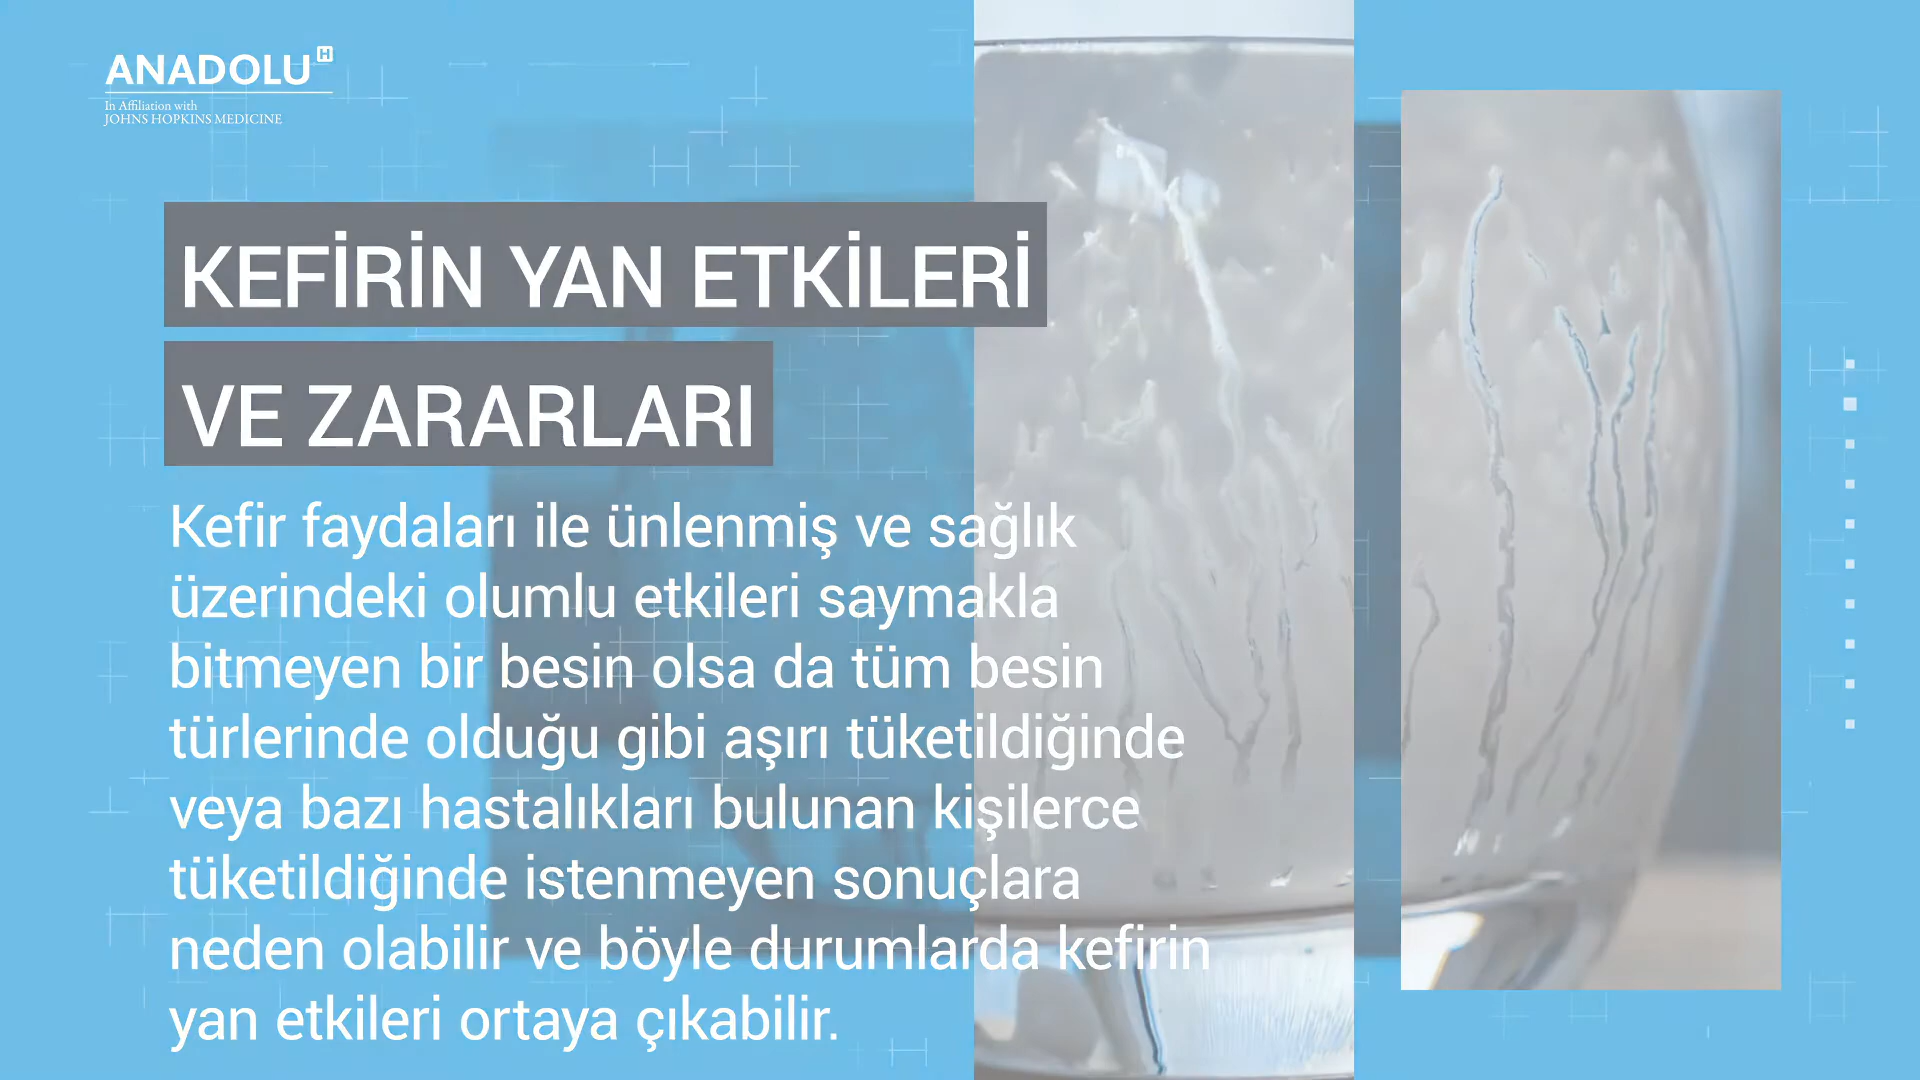 ANADOLU
In Affiliation with
JOHNS HOPKINS MEDICINE
KEFİRİN YAN ETKİLERİ
VE ZARARLARI
Kefir faydaları ile ünlenmiş ve sağlık
üzerindeki olumlu etkileri saymakla
bitmeyen bir besin olsa da tüm besin
türlerinde olduğu gibi aşırı tüketildiğinde
veya bazı hastalıkları bulunan kişilerce
tüketildiğinde istenmeyen sonuçlara
neden olabilir ve böyle durumlarda kefirin
yan etkileri ortaya çıkabilir.